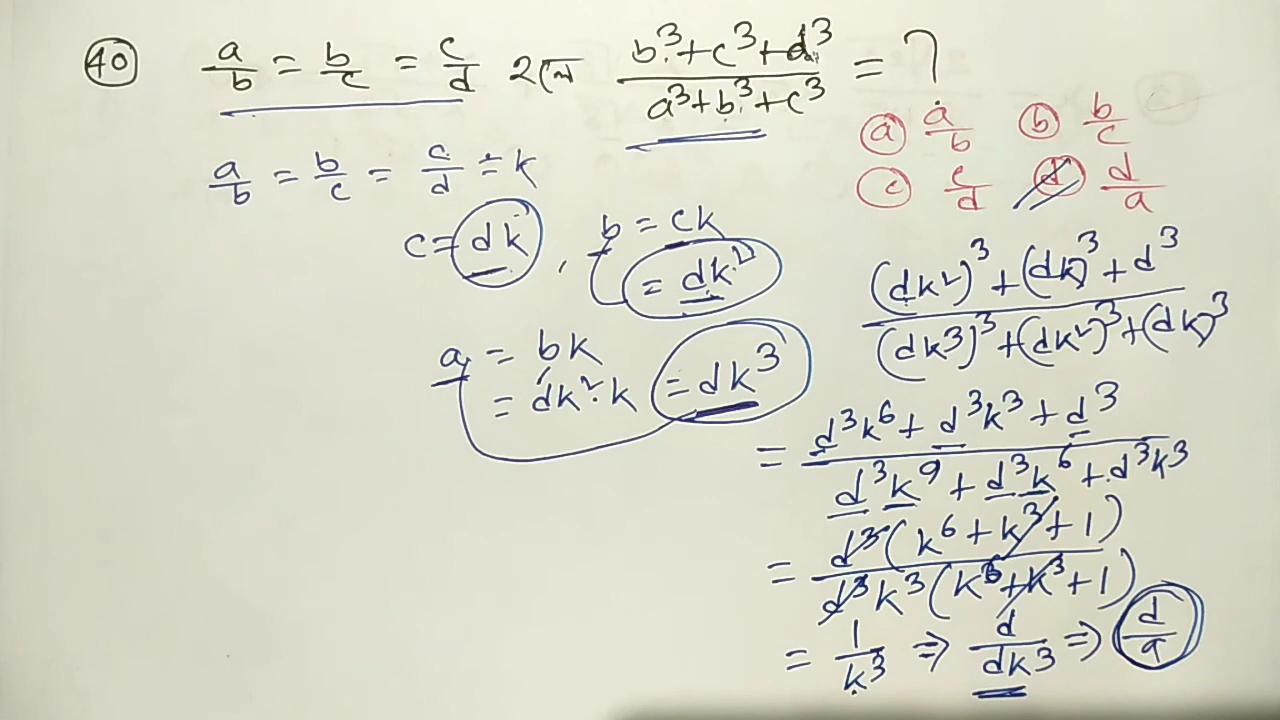 40 a/b = b/c = c/d হলে (b³+c³+d³)/(a³+b³+c³) = ?
ⓐ a/b ⓑ b/c
ⓒ c/d ⓓ d/a
a/b = b/c = c/d = k
c = dk, b = ck
= dk²
a = bk
= dk²·k = dk³
((dk²)³+(dk)³+d³)/((dk³)³+(dk²)³+(dk)³)
= (d³k⁶+d³k³+d³)/(d³k⁹+d³k⁶+d³k³)
= (d³(k⁶+k³+1))/(d³k³(k⁶+k³+1))
= 1/k³ ⇒ d/dk³ ⇒ d/a